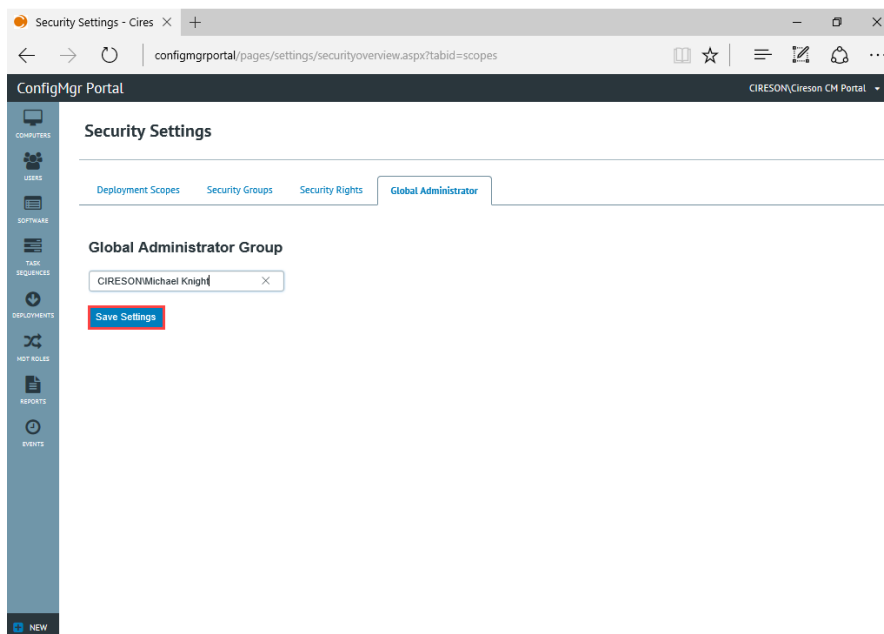 Security Settings - Cires
configmgrportal/pages/settings/securityoverview.aspx?tabid=scopes
ConfigMgr Portal
CIRESON\Cireson CM Portal
COMPUTERS
USERS
SOFTWARE
TASK
SEQUENCES
DEPLOYMENTS
MDT ROLES
REPORTS
EVENTS
NEW
Security Settings
Deployment Scopes Security Groups Security Rights Global Administrator
Global Administrator Group
CIRESON\Michael Knight
Save Settings